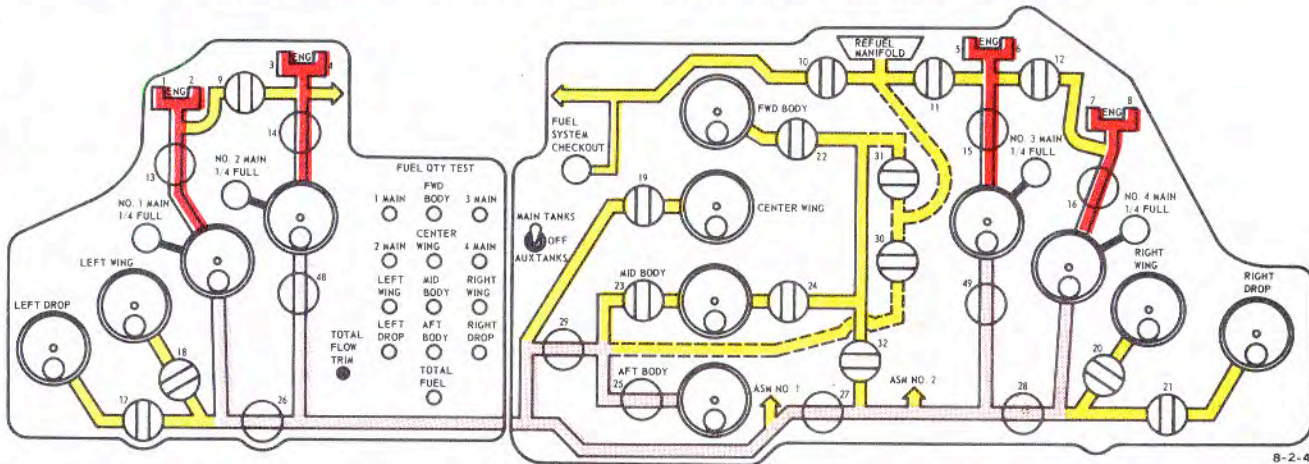 ENG
1 2
9
ENG
3 4
14
13
NO. 2 MAIN
1/4 FULL
NO. 1 MAIN
1/4 FULL
LEFT WING
LEFT DROP
18
17
26
48
FUEL QTY TEST
1 MAIN
FWD
BODY
3 MAIN
2 MAIN
CENTER
WING
4 MAIN
LEFT
WING
MID
BODY
RIGHT
WING
LEFT
DROP
AFT
BODY
RIGHT
DROP
TOTAL
FLOW
TRIM
TOTAL
FUEL
MAIN TANKS
OFF
AUX TANKS
FUEL
SYSTEM
CHECKOUT
10
REFUEL
MANIFOLD
11
5 6
ENG
12
7 8
ENG
FWD BODY
22
31
15
NO. 3 MAIN
1/4 FULL
16
NO. 4 MAIN
1/4 FULL
19
CENTER WING
30
RIGHT
WING
RIGHT
DROP
MID BODY
23
24
49
29
32
20
25
AFT BODY
ASM NO. 1
27
ASM NO. 2
28
21
8-2-4